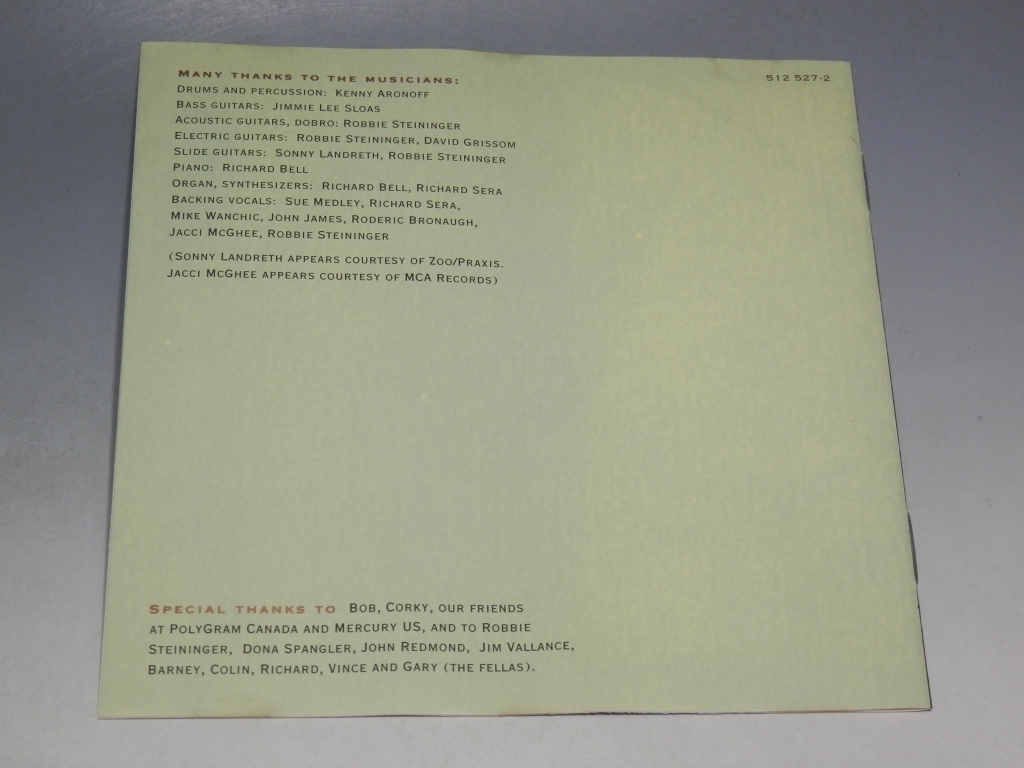 MANY THANKS TO THE MUSICIANS:
512 527-2
DRUMS AND PERCUSSION: KENNY ARONOFF
BASS GUITARS: JIMMIE LEE SLOAS
ACOUSTIC GUITARS, DOBRO: ROBBIE STEININGER
ELECTRIC GUITARS: ROBBIE STEININGER, DAVID GRISSOM
SLIDE GUITARS: SONNY LANDRETH, ROBBIE STEININGER
PIANO: RICHARD BELL
ORGAN, SYNTHESIZERS: RICHARD BELL, RICHARD SERA
BACKING VOCALS: SUE MEDLEY, RICHARD SERA,
MIKE WANCHIC, JOHN JAMES, RODERIC BRONAUGH,
JACCI MCGHEE, ROBBIE STEININGER
(SONNY LANDRETH APPEARS COURTESY OF ZOO/PRAXIS.
JACCI MCGHEE APPEARS COURTESY OF MCA RECORDS)
SPECIAL THANKS TO BOB, CORKY, OUR FRIENDS
AT POLYGRAM CANADA AND MERCURY US, AND TO ROBBIE
STEININGER, DONA SPANGLER, JOHN REDMOND, JIM VALLANCE,
BARNEY, COLIN, RICHARD, VINCE AND GARY (THE FELLAS).